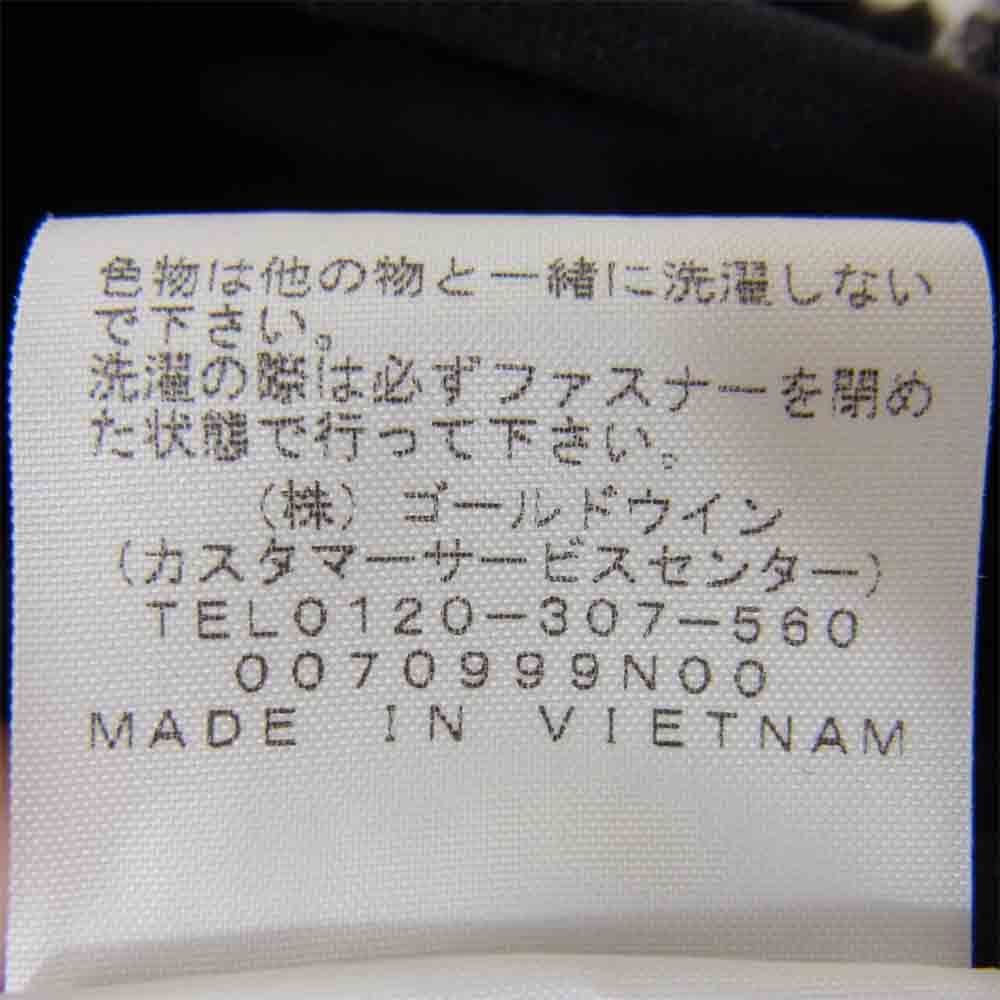 色物は他の物と一緒に洗濯しない
で下さい。
洗濯の際は必ずファスナーを閉め
た状態で行って下さい。
(株) ゴールドウイン
(カスタマーサービスセンター)
TEL0120-307-560
0070999N00
MADE IN VIETNAM